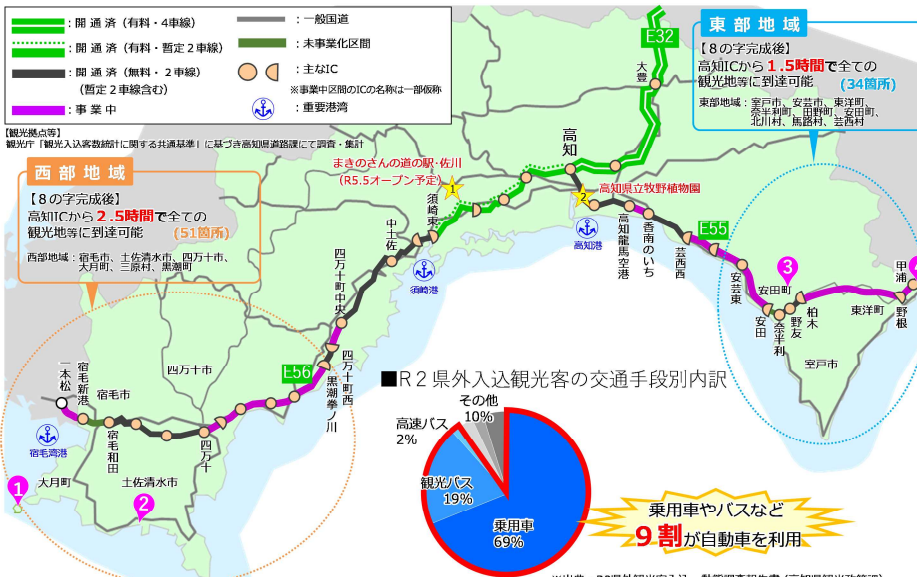 ：開通済（有料・4車線）
：開通済（有料・暫定２車線）
：開通済（無料・２車線）
（暫定２車線含む）
：事業中
：一般国道
：未事業化区間
：主なIC
※事業中区間のICの名称は一部仮称
：重要港湾
【観光拠点等】
観光庁「観光入込客数統計に関する共通基準」に基づき高知県道路課にて調査・集計
西部地域
【８の字完成後】
高知ICから２.５時間で全ての
観光地等に到達可能
(51箇所)
西部地域：宿毛市、土佐清水市、四万十市、
大月町、三原村、黒潮町
東部地域
【８の字完成後】
高知ICから１.５時間で全ての
観光地等に到達可能
(34箇所)
東部地域：室戸市、安芸市、東洋町、
奈半利町、田野町、安田町、
北川村、馬路村、芸西村
E32
大豊
高知
まきのさんの道の駅・佐川
（R5.5オープン予定）
1
2
高知県立牧野植物園
須崎東
中土佐
須崎港
高知港
高知龍馬空港
香南のいち
芸西西
E55
安芸東
3
安田町
安田
奈半利
野友
柏木
東洋町
野根
甲浦
4
室戸市
四万十町中央
四万十町西
黒潮拳ノ川
E56
四万十市
一本松
宿毛新港
宿毛市
宿毛和田
四万十
宿毛湾港
大月町
土佐清水市
1
2
■R２県外入込観光客の交通手段別内訳
その他
10%
高速バス
2%
観光バス
19%
乗用車
69%
乗用車やバスなど
９割が自動車を利用